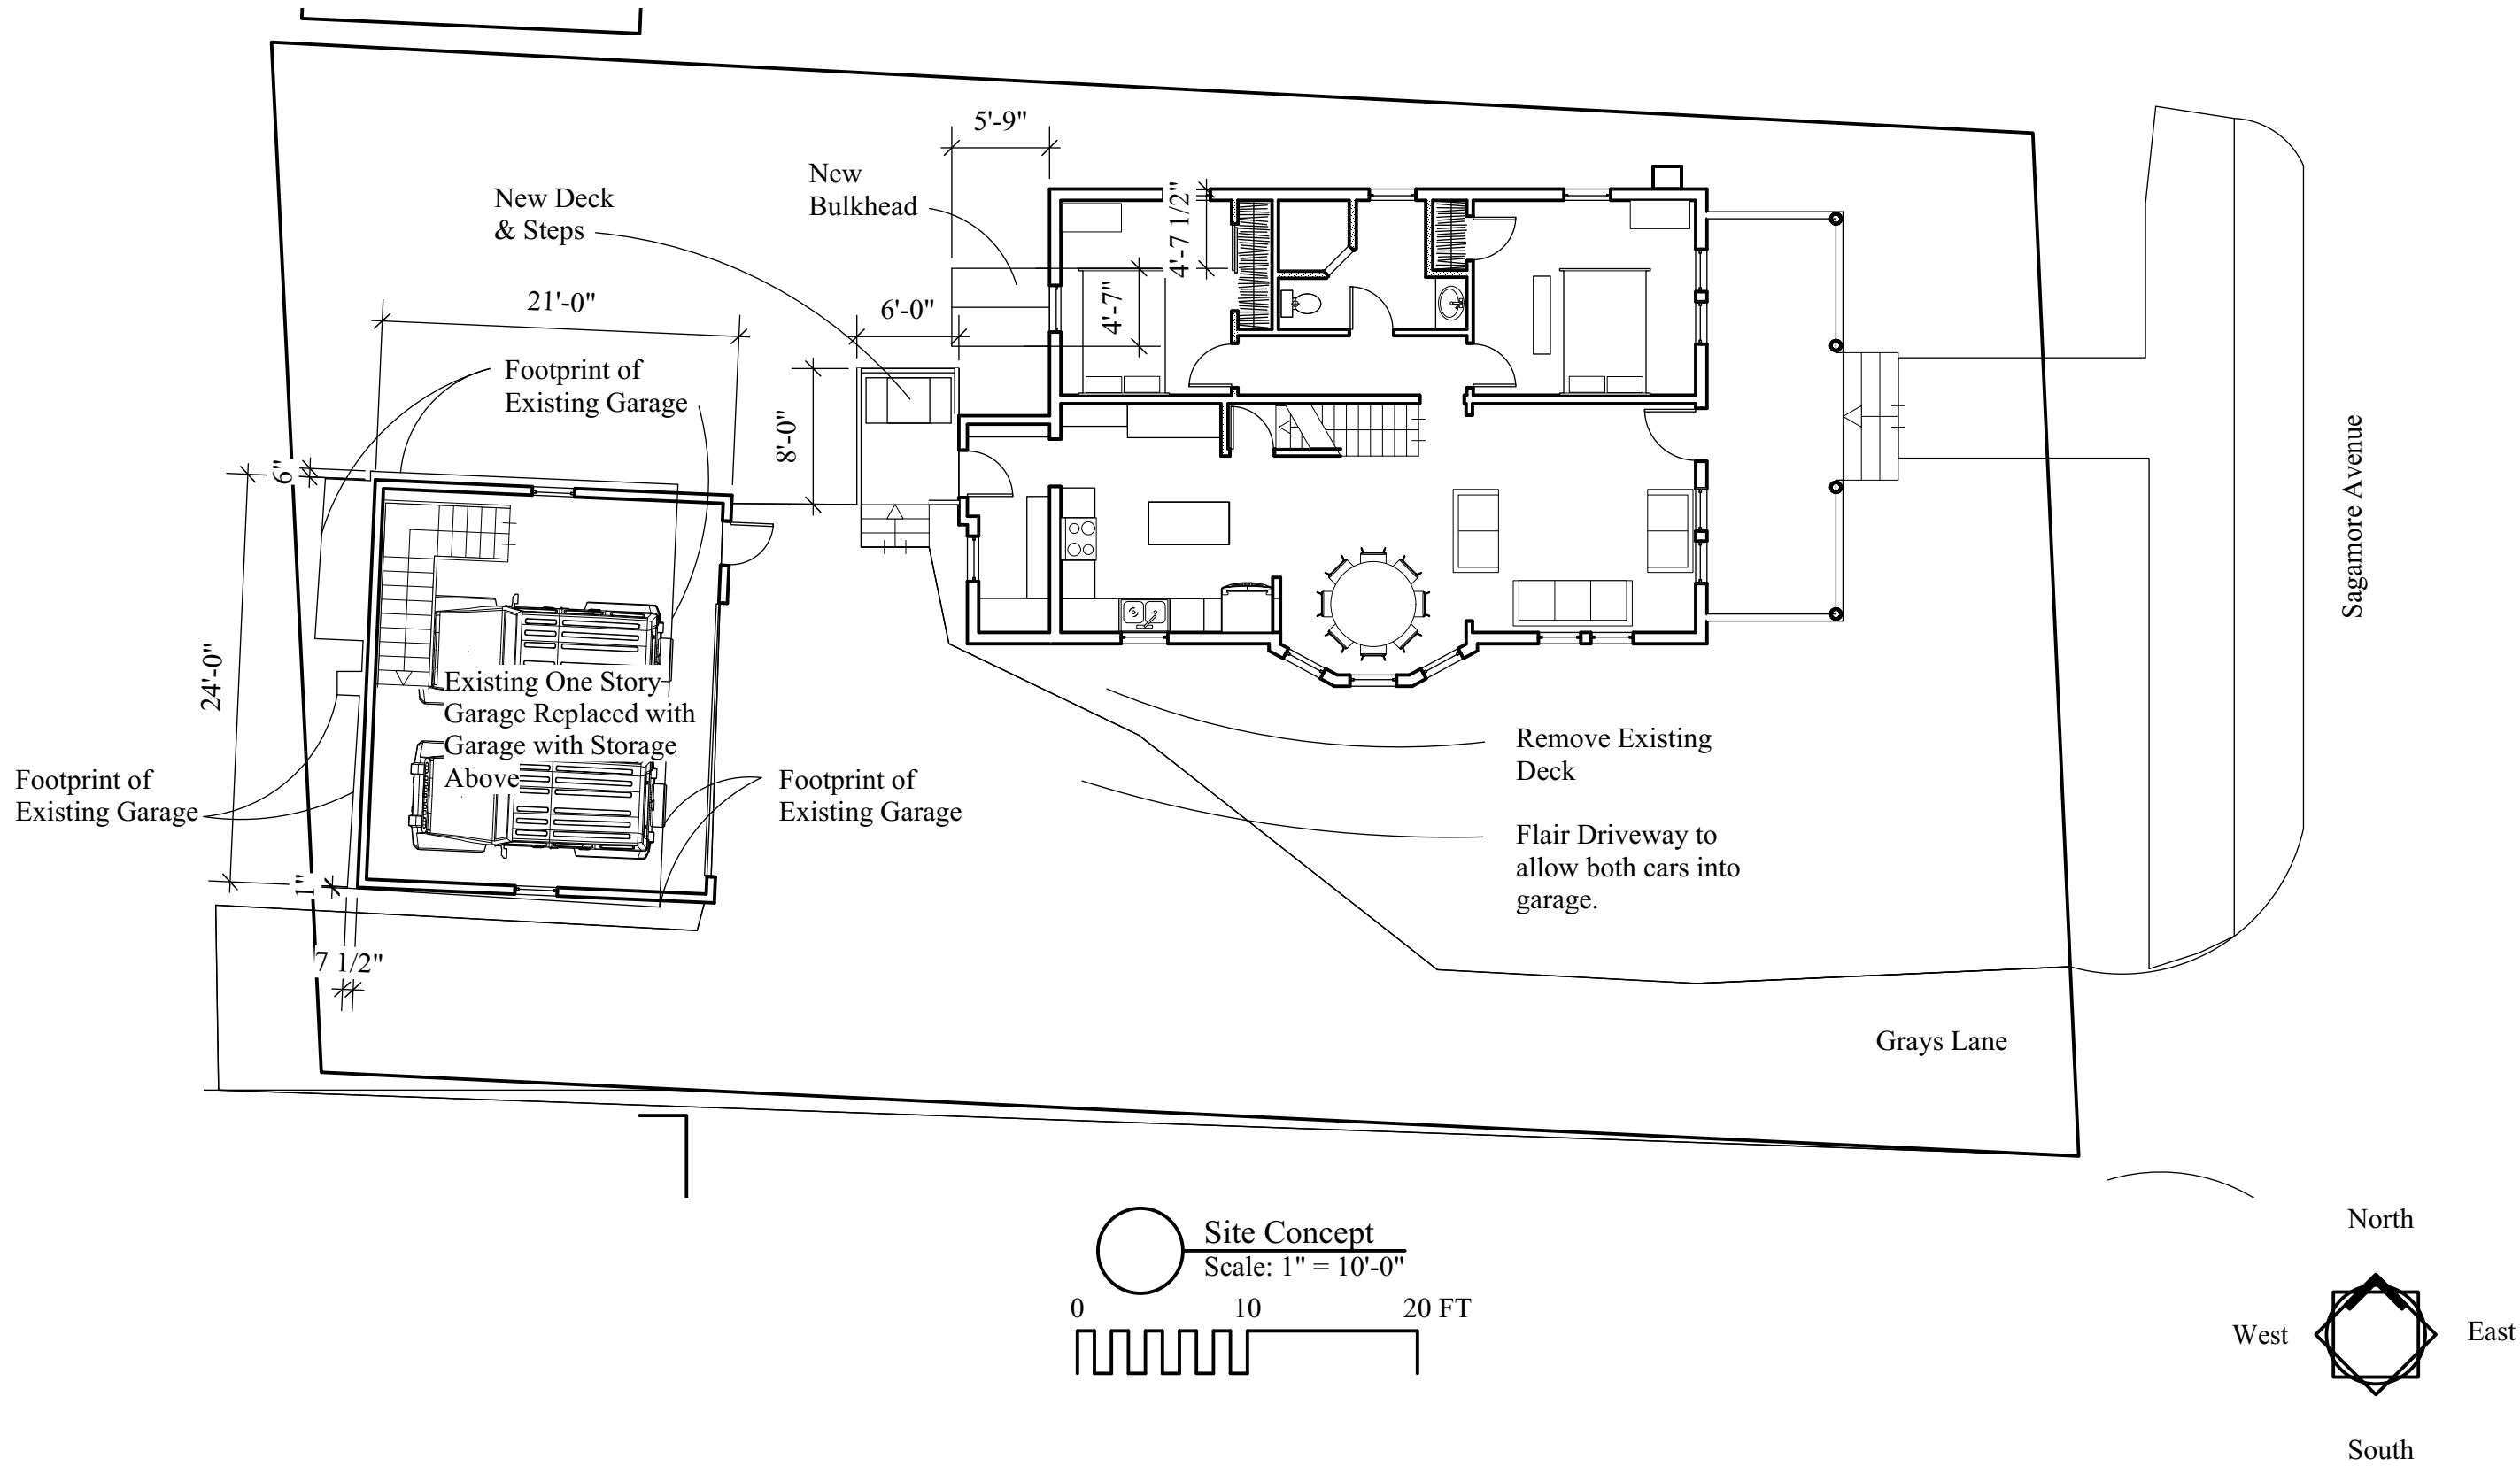 5'-9"
New
Bulkhead
New Deck
& Steps
4'-7 1/2"
21'-0"
6'-0"
4'-7"
Footprint of
Existing Garage
8'-0"
6"
Sagamore Avenue
24'-0"
Existing One Story
Garage Replaced with
Garage with Storage
Above
Remove Existing
Deck
Footprint of
Existing Garage
Footprint of
Existing Garage
Flair Driveway to
allow both cars into
garage.
1"
7 1/2"
Grays Lane
Site Concept
Scale: 1" = 10'-0"
0 10 20 FT
North
West East
South